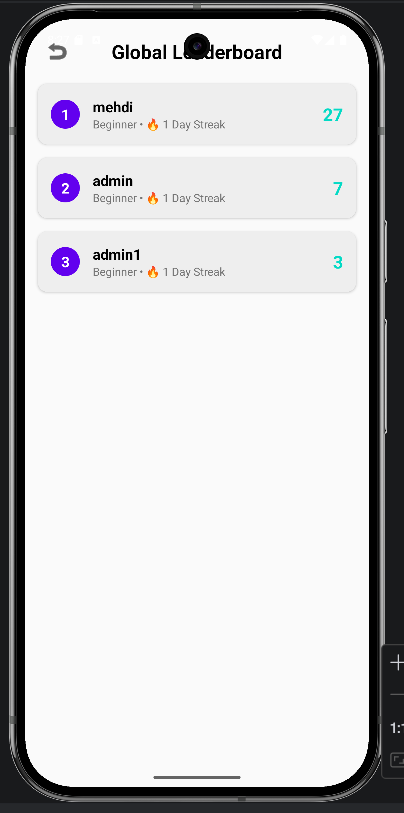 Global Leaderboard
1
mehdi
Beginner • 🔥 1 Day Streak
27
2
admin
Beginner • 🔥 1 Day Streak
7
3
admin1
Beginner • 🔥 1 Day Streak
3